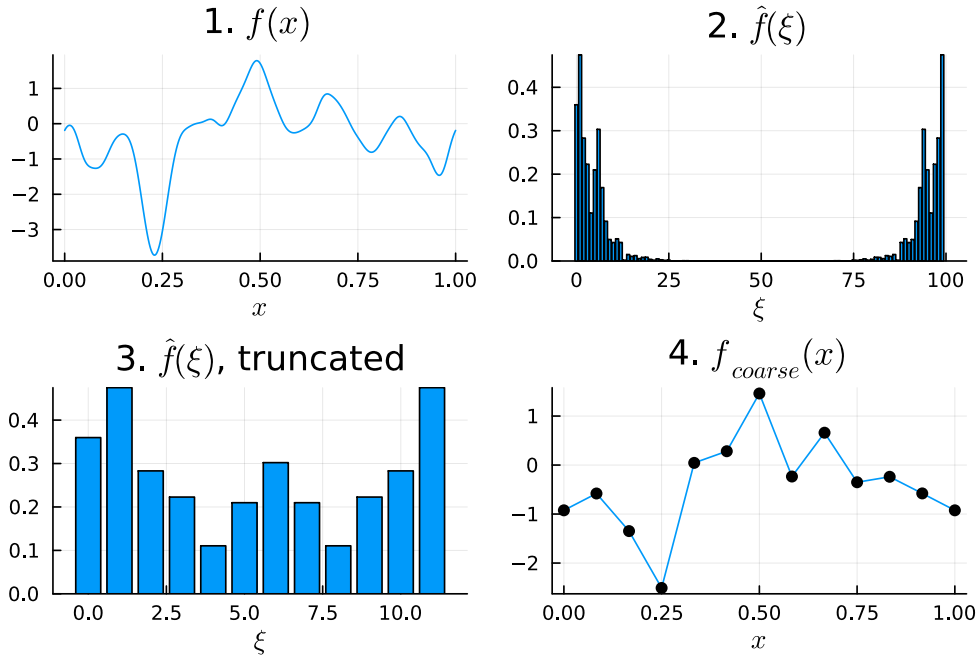 1. f(x)
1
0
−1
−2
−3
0.00 0.25 0.50 0.75 1.00
x
2. f̂(ξ)
0.4
0.3
0.2
0.1
0.0
0 25 50 75 100
ξ
3. f̂(ξ), truncated
0.4
0.3
0.2
0.1
0.0
0.0 2.5 5.0 7.5 10.0
ξ
4. f_coarse(x)
1
0
−1
−2
0.00 0.25 0.50 0.75 1.00
x